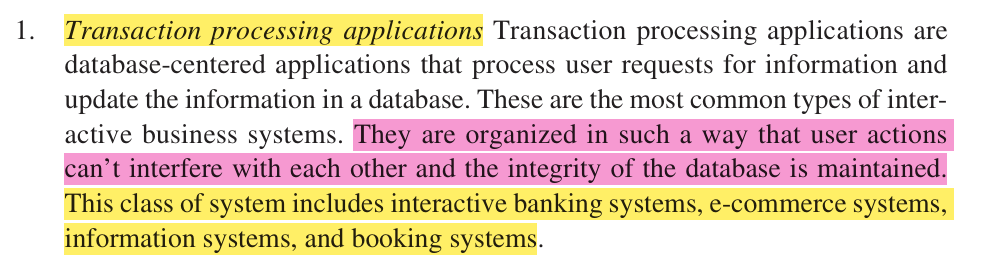 1. Transaction processing applications Transaction processing applications are
database-centered applications that process user requests for information and
update the information in a database. These are the most common types of inter-
active business systems. They are organized in such a way that user actions
can’t interfere with each other and the integrity of the database is maintained.
This class of system includes interactive banking systems, e-commerce systems,
information systems, and booking systems.